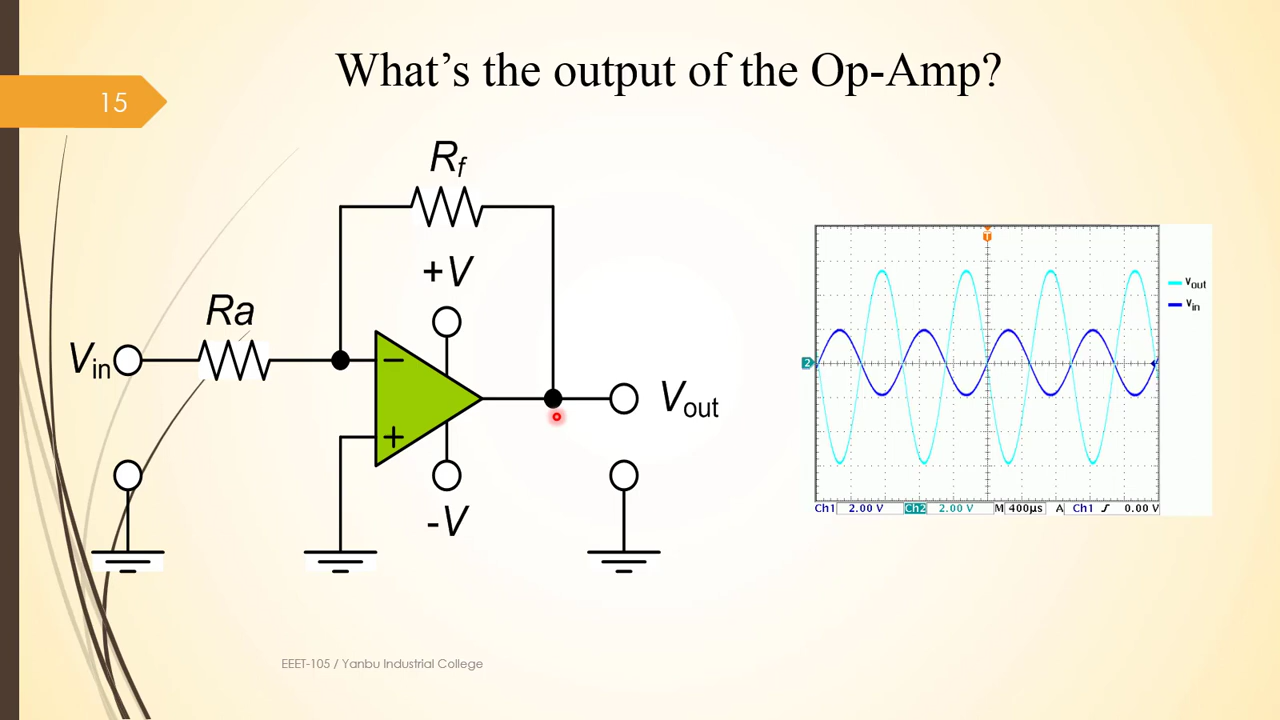 What's the output of the Op-Amp?
15
Rf
+V
Ra
Vin
−
+
Vout
-V
T
2
Vout
Vin
Ch1 2.00 V Ch2 2.00 V M 400µs A Ch1 ƒ 0.00 V
EEET-105 / Yanbu Industrial College